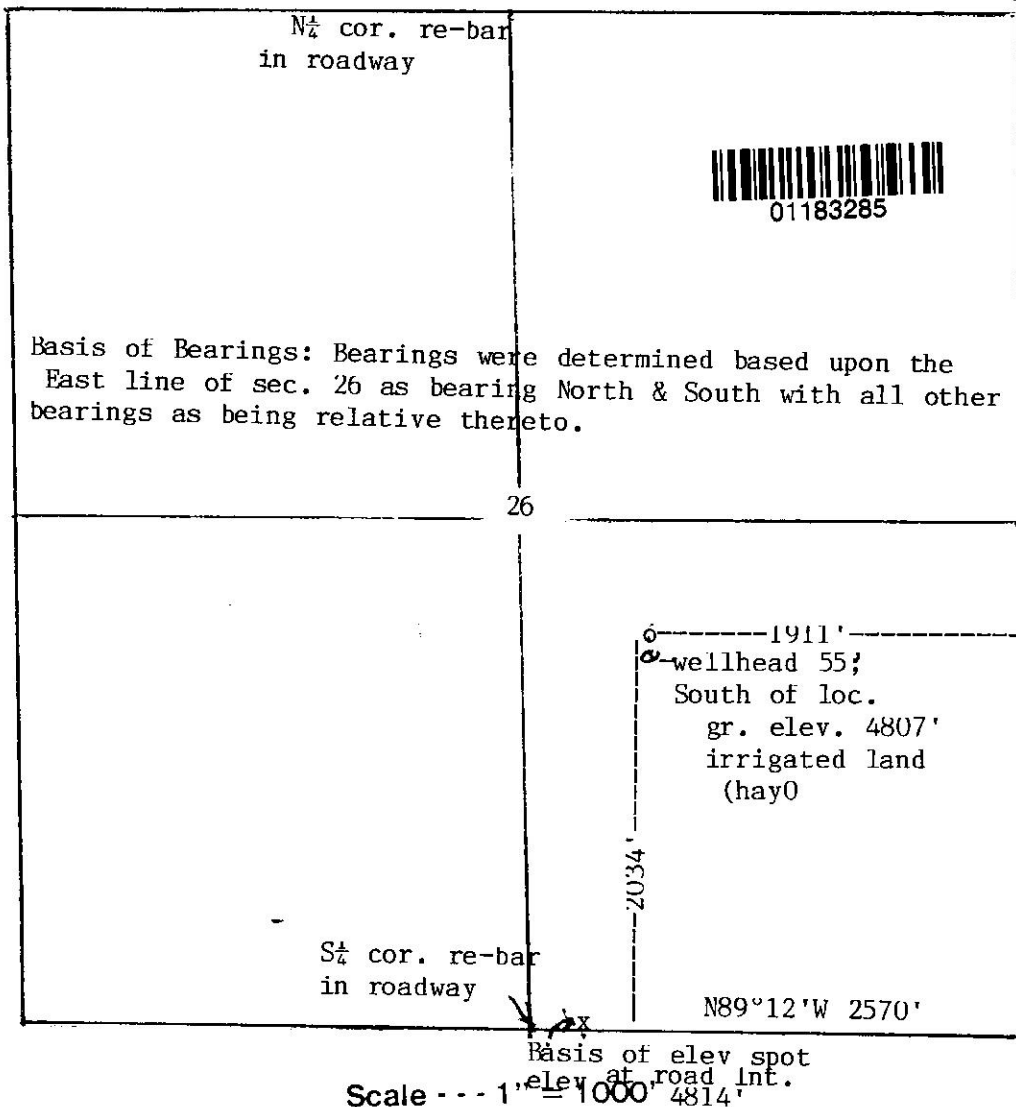 N¼ cor. re-bar
in roadway
01183285
Basis of Bearings: Bearings were determined based upon the
East line of sec. 26 as bearing North & South with all other
bearings as being relative thereto.
26
1911'
wellhead 55;
South of loc.
gr. elev. 4807'
irrigated land
(hay0
2034'
S¼ cor. re-bar
in roadway
N89°12'W 2570'
x
Basis of elev spot
elev at road int.
4814'
Scale - - - 1" = 1000'